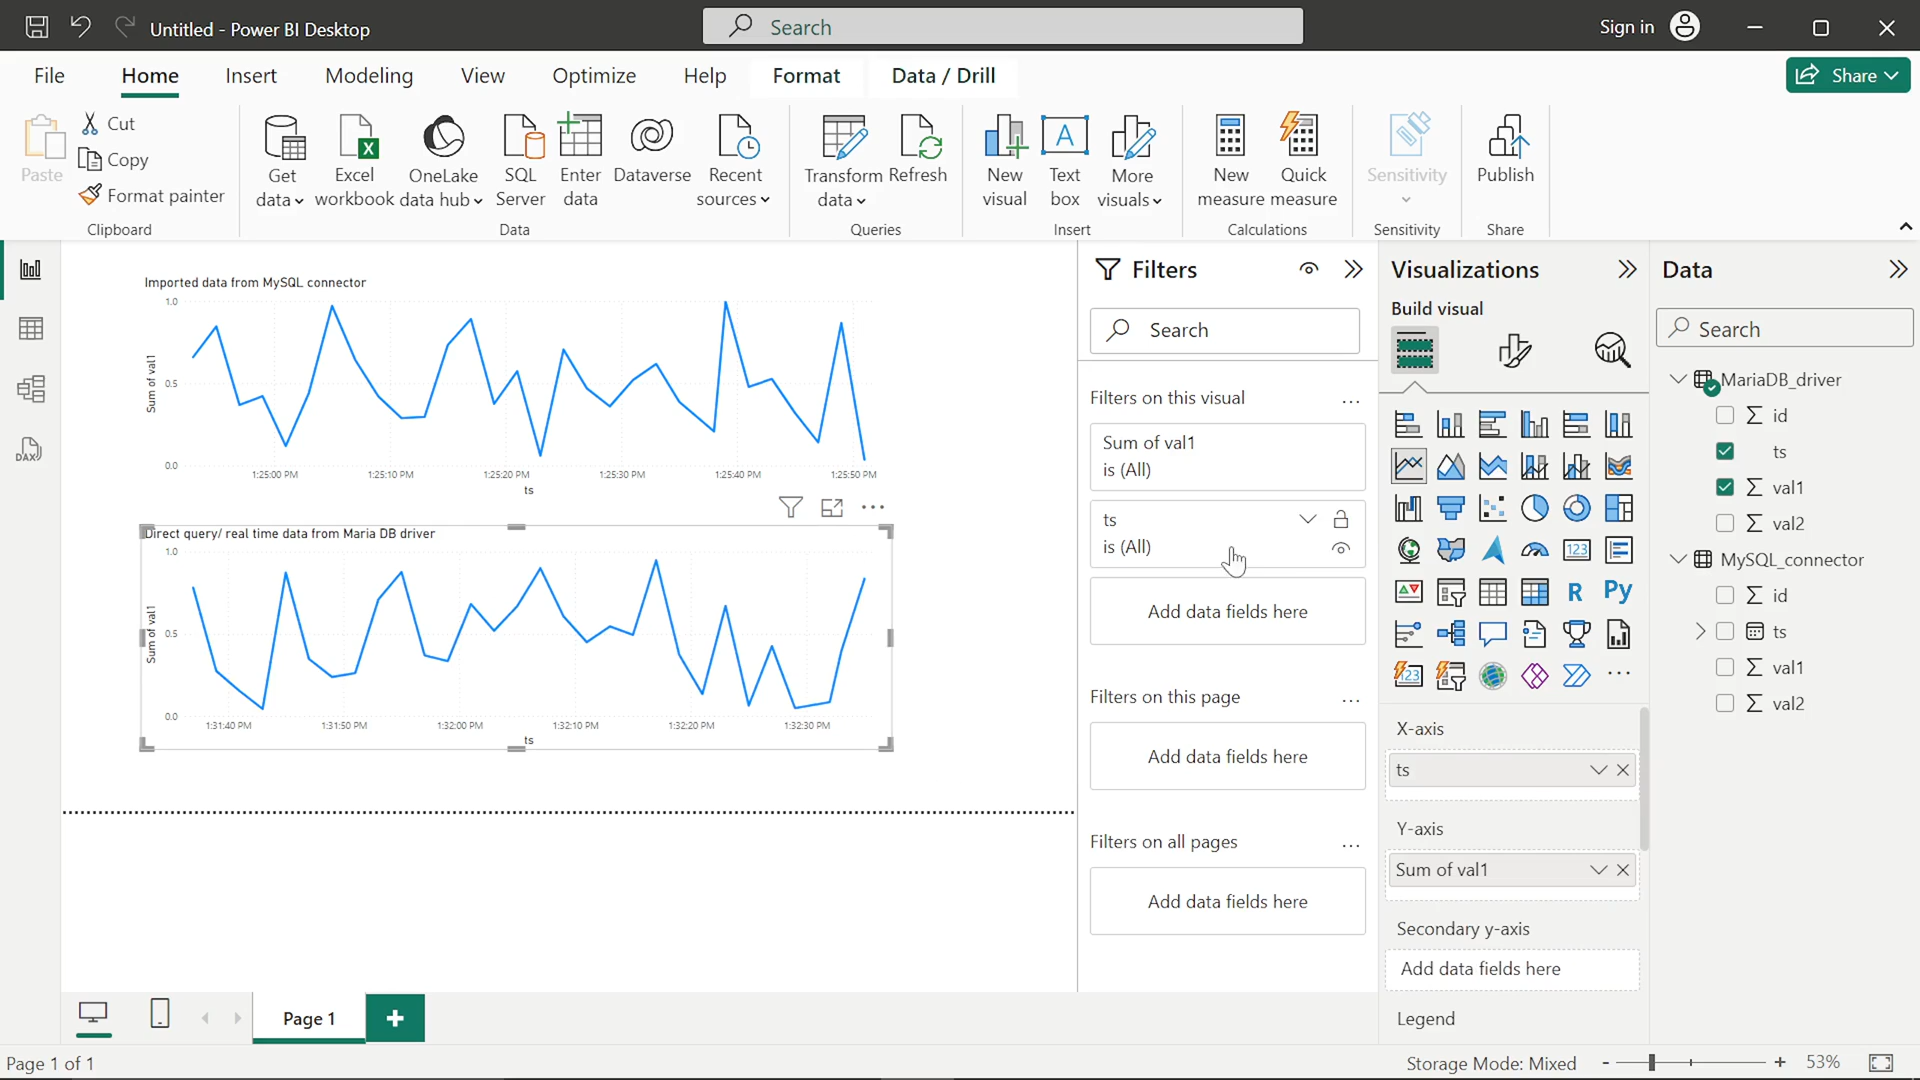 Untitled - Power BI Desktop
Search
Sign in
File
Home
Insert
Modeling
View
Optimize
Help
Format
Data / Drill
Share
Paste
Cut
Copy
Format painter
Clipboard
Get
data
Excel
workbook
OneLake
data hub
SQL
Server
Enter
data
Dataverse
Recent
sources
Data
Transform
data
Refresh
Queries
New
visual
A
Text
box
More
visuals
Insert
New
measure
Quick
measure
Calculations
Sensitivity
Sensitivity
Publish
Share
DAX
Imported data from MySQL connector
1.0
0.5
0.0
Sum of val1
1:25:00 PM
1:25:10 PM
1:25:20 PM
1:25:30 PM
1:25:40 PM
1:25:50 PM
ts
Direct query/ real time data from Maria DB driver
1.0
0.5
0.0
Sum of val1
1:31:40 PM
1:31:50 PM
1:32:00 PM
1:32:10 PM
1:32:20 PM
1:32:30 PM
ts
Filters
Search
Filters on this visual
Sum of val1
is (All)
ts
is (All)
Add data fields here
Filters on this page
Add data fields here
Filters on all pages
Add data fields here
Visualizations
Build visual
123
R
Py
123
X-axis
ts
Y-axis
Sum of val1
Secondary y-axis
Add data fields here
Legend
Data
Search
MariaDB_driver
Σ id
ts
Σ val1
Σ val2
MySQL_connector
Σ id
ts
Σ val1
Σ val2
Page 1
Page 1 of 1
Storage Mode: Mixed
53%